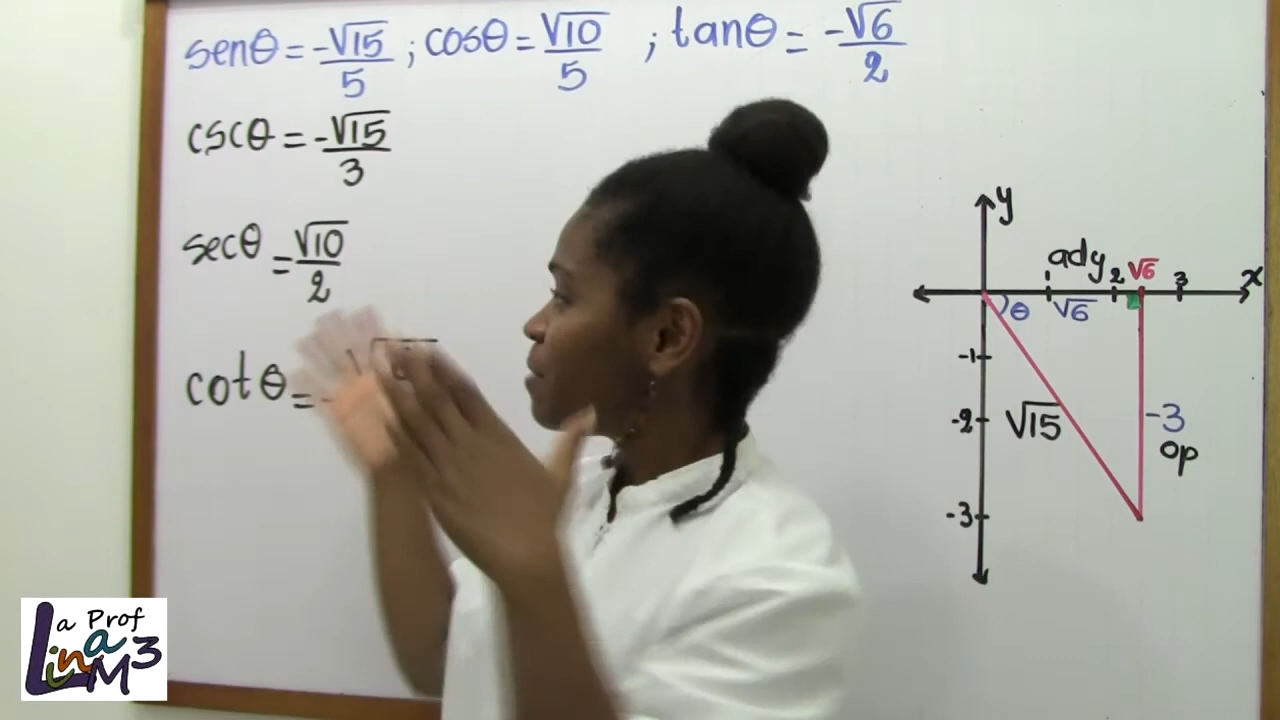 senθ = -√15/5 ; cosθ = √10/5 ; tanθ = -√6/2
cscθ = -√15/3
secθ = √10/2
cotθ = -
y
ady
2 √6 3 x
θ √6
-1
-2
√15
-3
op
-3
La Prof
Lina M3